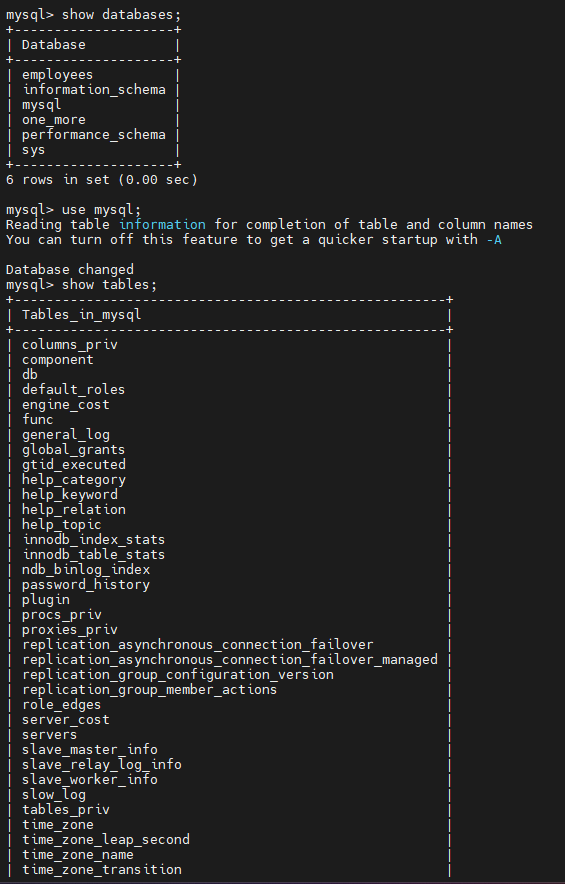 mysql> show databases;
+--------------------+
| Database           |
+--------------------+
| employees          |
| information_schema |
| mysql              |
| one_more           |
| performance_schema |
| sys                |
+--------------------+
6 rows in set (0.00 sec)

mysql> use mysql;
Reading table information for completion of table and column names
You can turn off this feature to get a quicker startup with -A

Database changed
mysql> show tables;
+------------------------------------------------------+
| Tables_in_mysql                                      |
+------------------------------------------------------+
| columns_priv                                         |
| component                                            |
| db                                                   |
| default_roles                                        |
| engine_cost                                          |
| func                                                 |
| general_log                                          |
| global_grants                                        |
| gtid_executed                                        |
| help_category                                        |
| help_keyword                                         |
| help_relation                                        |
| help_topic                                           |
| innodb_index_stats                                   |
| innodb_table_stats                                   |
| ndb_binlog_index                                     |
| password_history                                     |
| plugin                                               |
| procs_priv                                           |
| proxies_priv                                         |
| replication_asynchronous_connection_failover         |
| replication_asynchronous_connection_failover_managed |
| replication_group_configuration_version              |
| replication_group_member_actions                     |
| role_edges                                           |
| server_cost                                          |
| servers                                              |
| slave_master_info                                    |
| slave_relay_log_info                                 |
| slave_worker_info                                    |
| slow_log                                             |
| tables_priv                                          |
| time_zone                                            |
| time_zone_leap_second                                |
| time_zone_name                                       |
| time_zone_transition                                 |